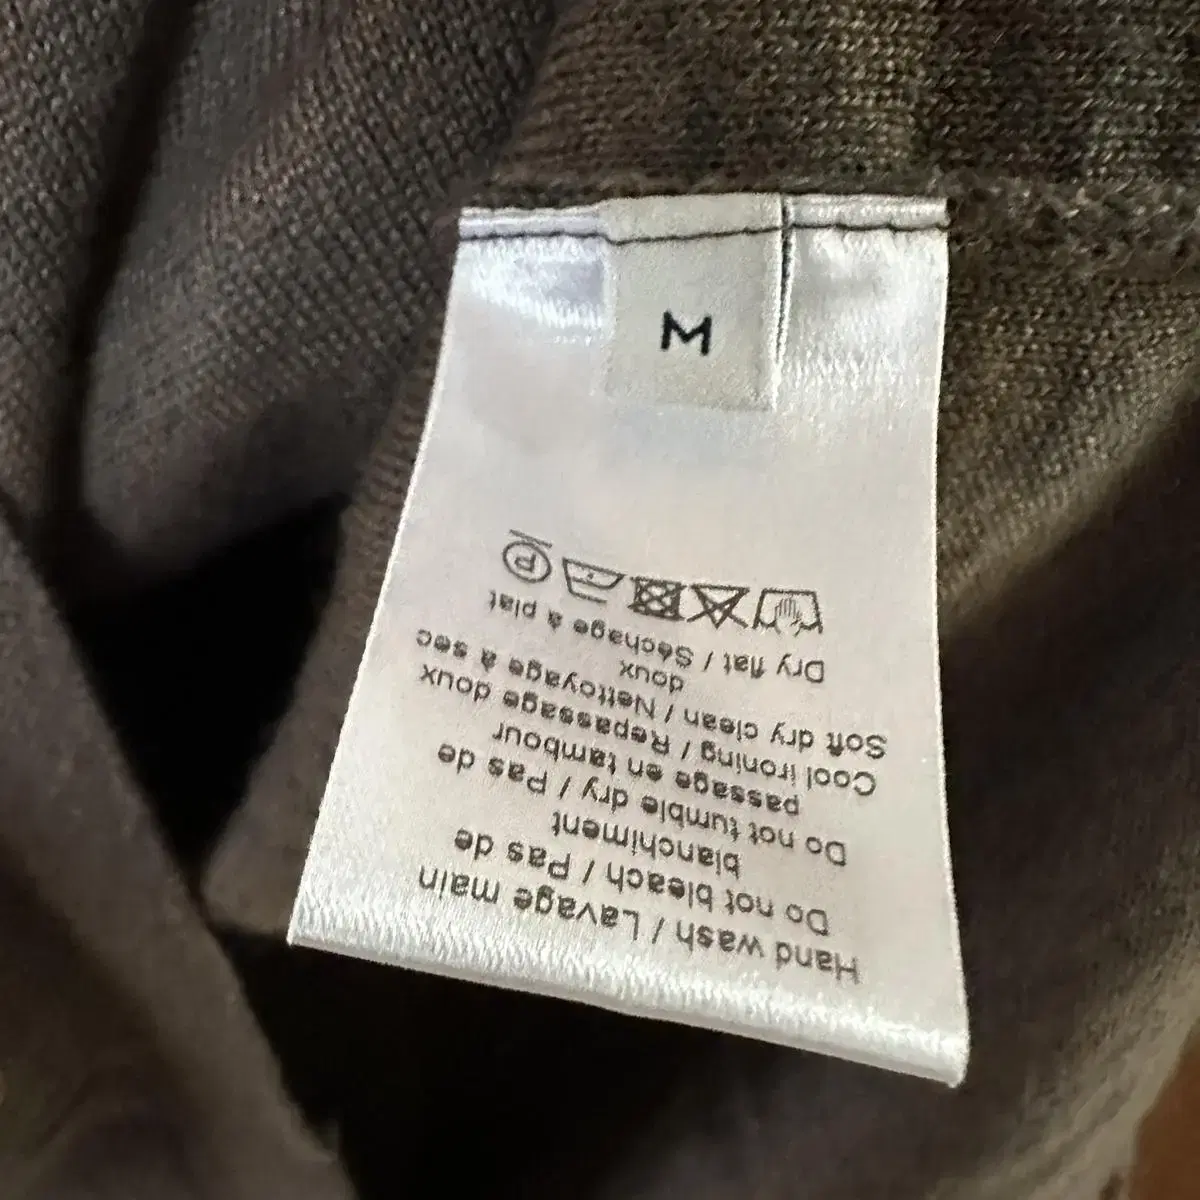 M
Hand wash / Lavage main
Do not bleach / Pas de
blanchiment
Do not tumble dry / Pas de
passage en tambour
Cool ironing / Repassage doux
Soft dry clean / Nettoyage à sec
doux
Dry flat / Séchage à plat
P